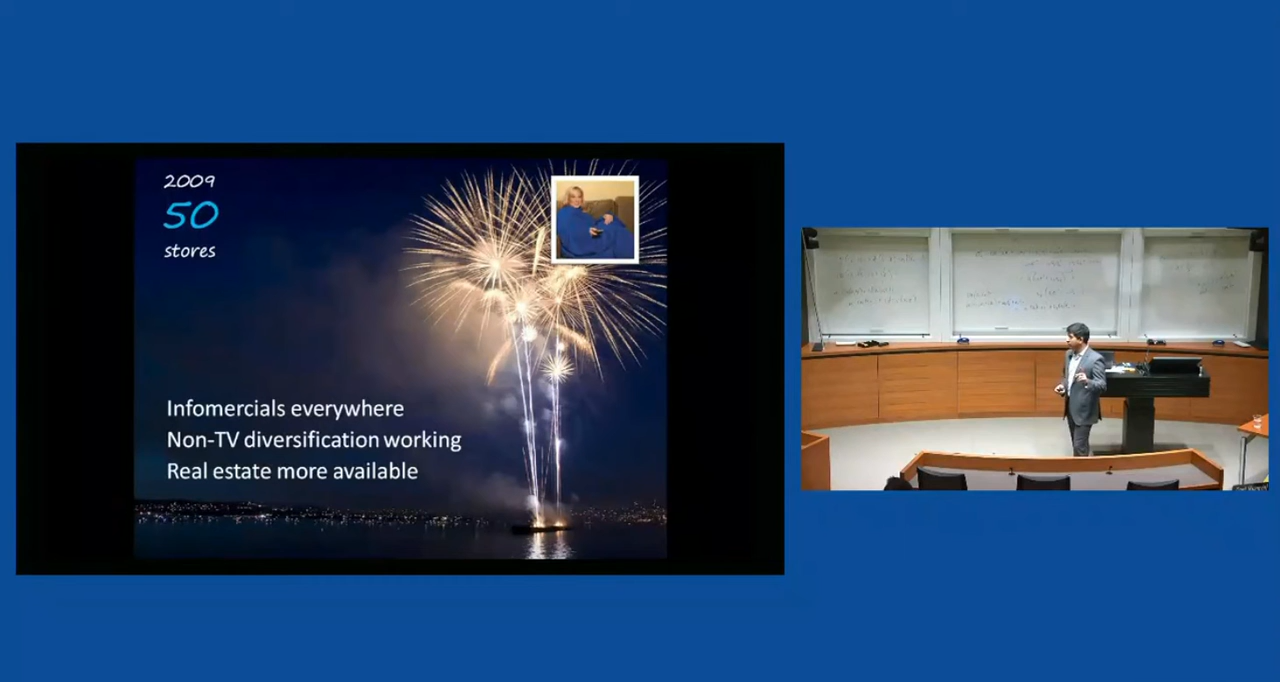 2009
50
stores
Infomercials everywhere
Non-TV diversification working
Real estate more available